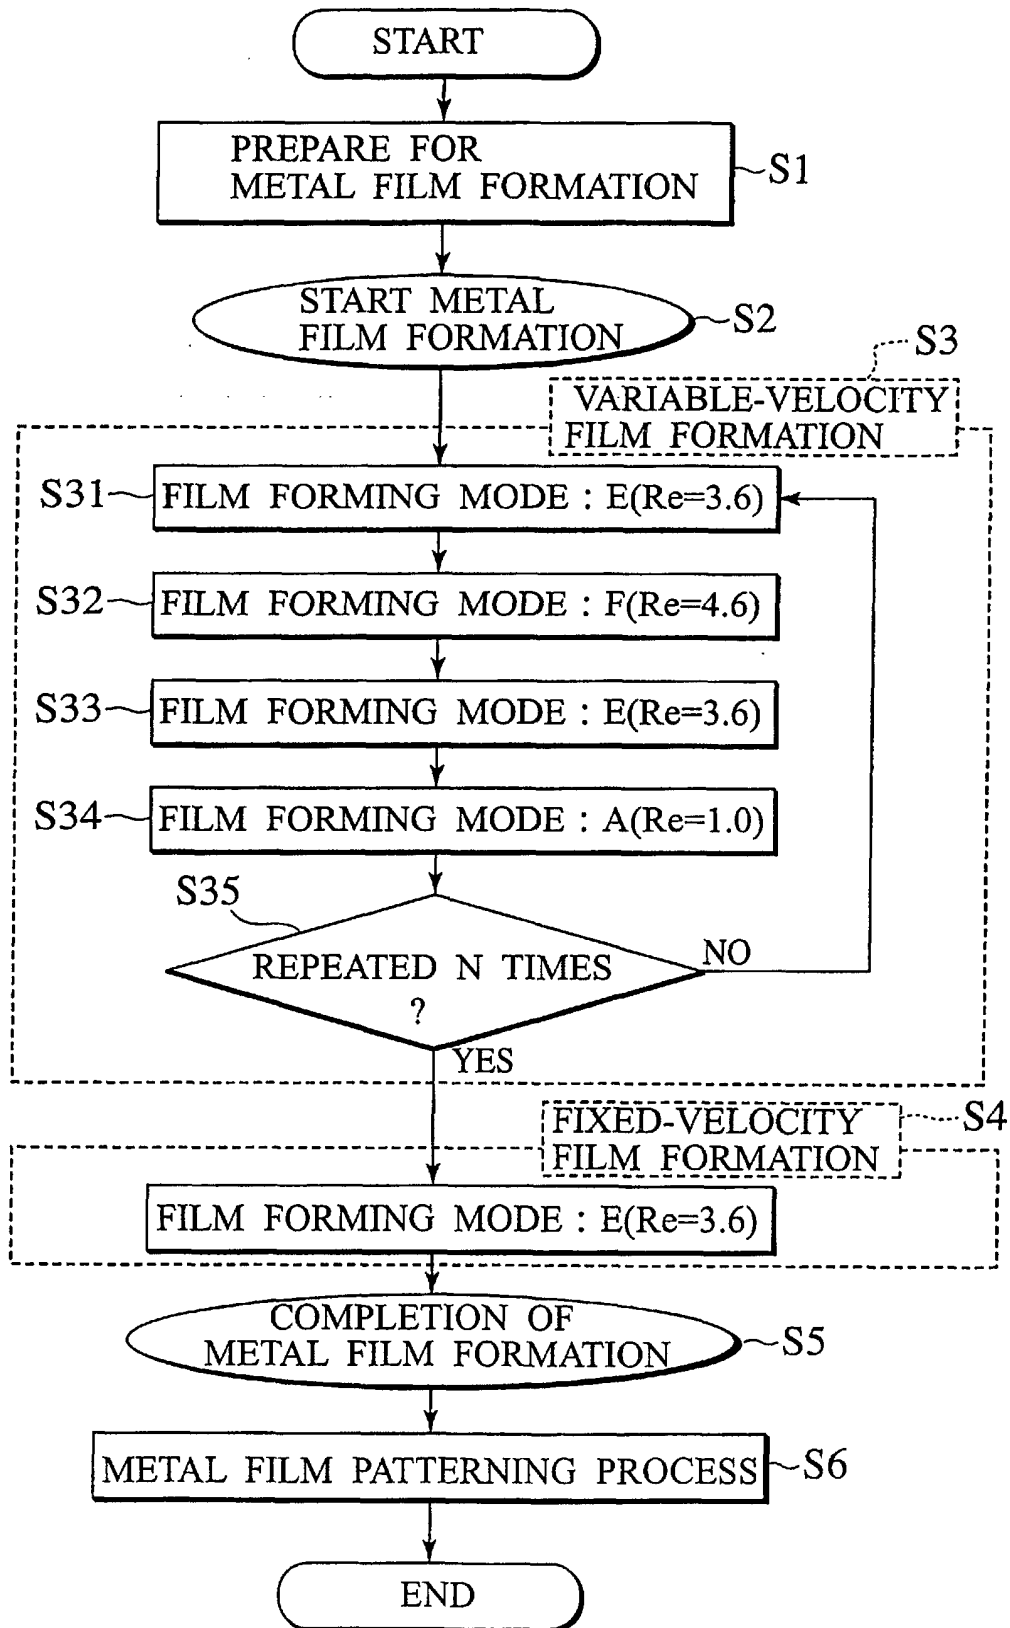 START
PREPARE FOR
METAL FILM FORMATION
S1
START METAL
FILM FORMATION
S2
S3
VARIABLE-VELOCITY
FILM FORMATION
S31
FILM FORMING MODE : E(Re=3.6)
S32
FILM FORMING MODE : F(Re=4.6)
S33
FILM FORMING MODE : E(Re=3.6)
S34
FILM FORMING MODE : A(Re=1.0)
S35
REPEATED N TIMES
?
NO
YES
FIXED-VELOCITY
FILM FORMATION
S4
FILM FORMING MODE : E(Re=3.6)
COMPLETION OF
METAL FILM FORMATION
S5
METAL FILM PATTERNING PROCESS
S6
END